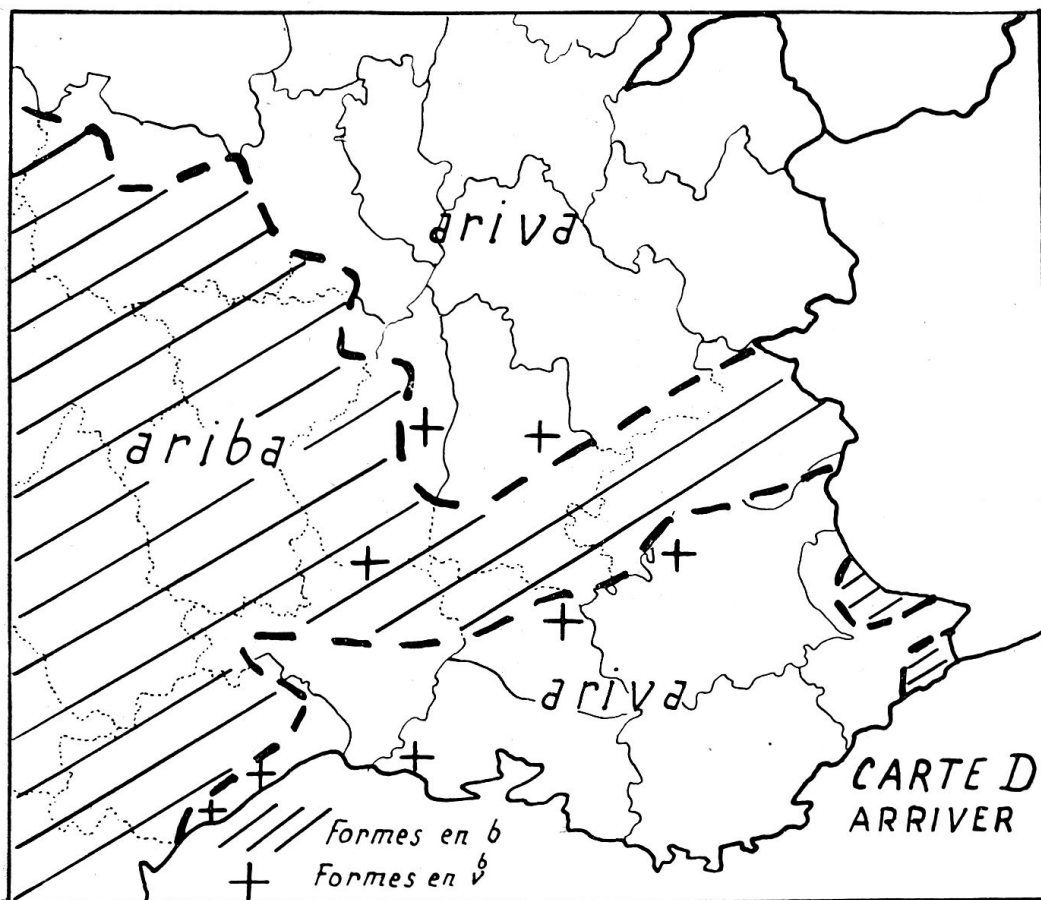 ariva
ariba
ariva
CARTE D
ARRIVER
Formes en b
Formes en v b